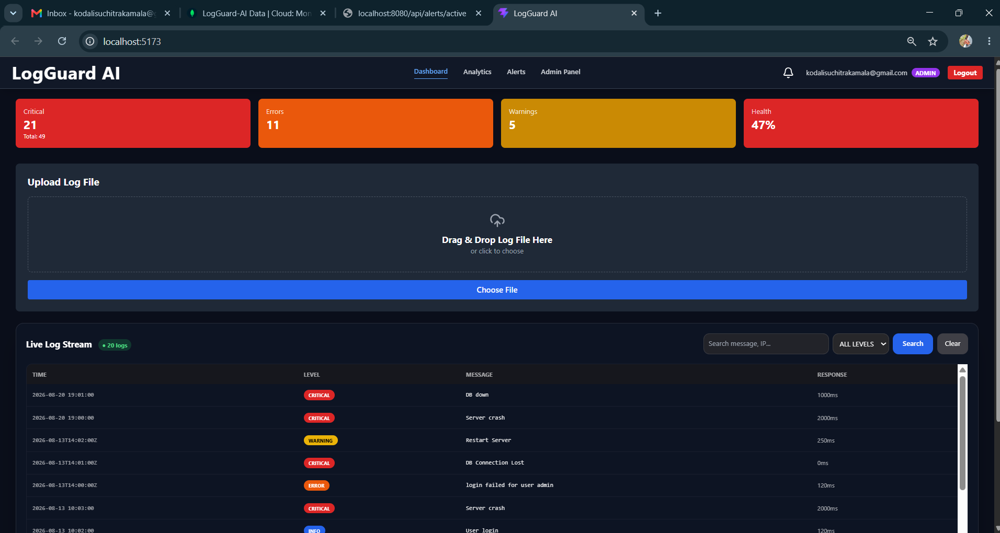 Inbox - kodalisuchitrakamala@g
LogGuard-AI Data | Cloud: Mon
localhost:8080/api/alerts/active
LogGuard AI
localhost:5173
LogGuard AI
Dashboard
Analytics
Alerts
Admin Panel
kodalisuchitrakamala@gmail.com
ADMIN
Logout
Critical
21
Total: 49
Errors
11
Warnings
5
Health
47%
Upload Log File
Drag & Drop Log File Here
or click to choose
Choose File
Live Log Stream
● 20 logs
Search message, IP...
ALL LEVELS
Search
Clear
TIME LEVEL MESSAGE RESPONSE
2026-08-20 19:01:00 CRITICAL DB down 1000ms
2026-08-20 19:00:00 CRITICAL Server crash 2000ms
2026-08-13T14:02:00Z WARNING Restart Server 250ms
2026-08-13T14:01:00Z CRITICAL DB Connection Lost 0ms
2026-08-13T14:00:00Z ERROR login failed for user admin 120ms
2026-08-13 10:03:00 CRITICAL Server crash 2000ms
2026-08-13 10:02:00 INFO User login 120ms